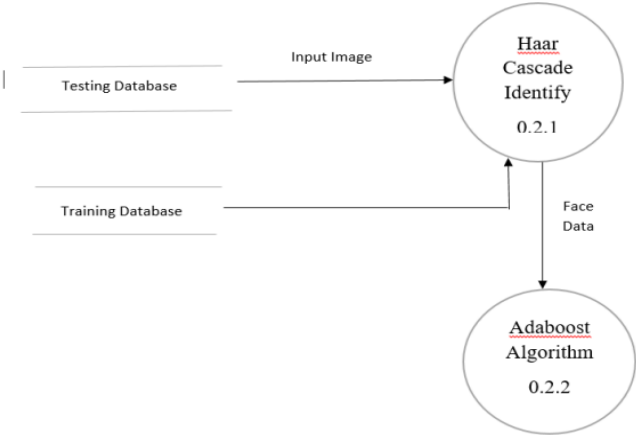 Input Image
Testing Database
Haar
Cascade
Identify
0.2.1
Training Database
Face
Data
Adaboost
Algorithm
0.2.2